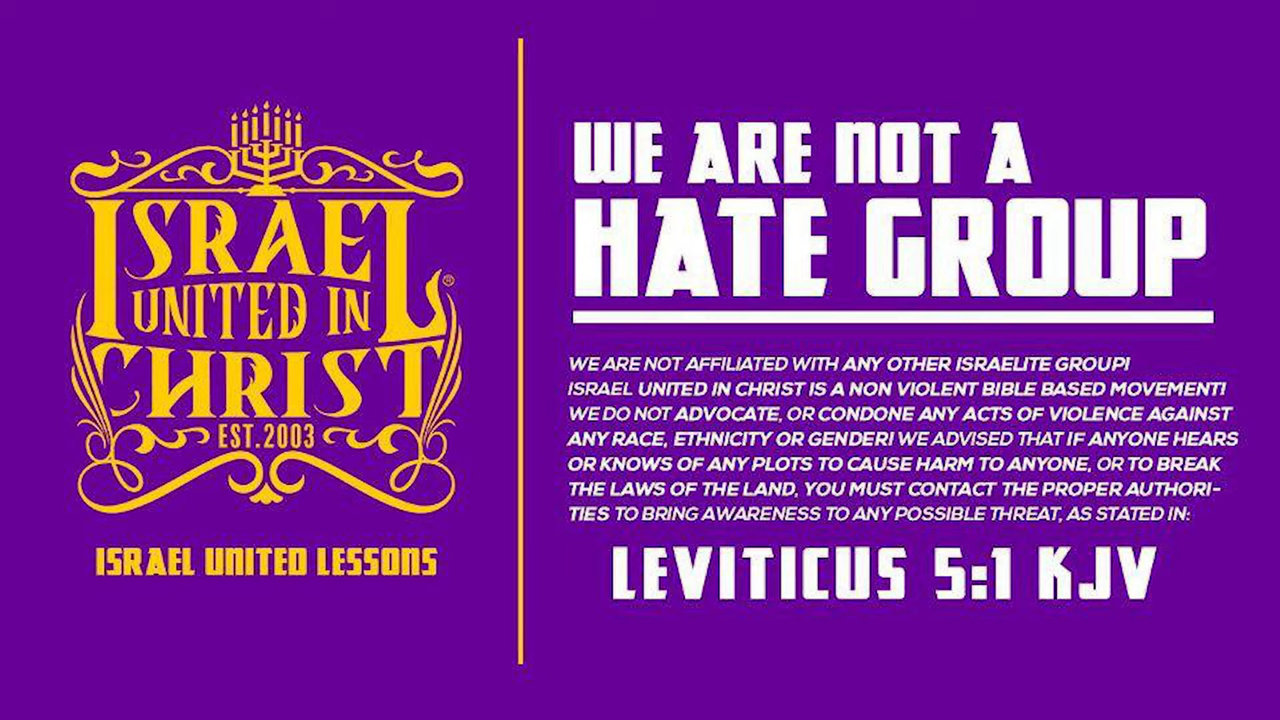 ISRAEL
UNITED IN
CHRIST
EST. 2003
®
ISRAEL UNITED LESSONS
WE ARE NOT A
HATE GROUP
WE ARE NOT AFFILIATED WITH ANY OTHER ISRAELITE GROUP!
ISRAEL UNITED IN CHRIST IS A NON VIOLENT BIBLE BASED MOVEMENT!
WE DO NOT ADVOCATE, OR CONDONE ANY ACTS OF VIOLENCE AGAINST
ANY RACE, ETHNICITY OR GENDER! WE ADVISED THAT IF ANYONE HEARS
OR KNOWS OF ANY PLOTS TO CAUSE HARM TO ANYONE, OR TO BREAK
THE LAWS OF THE LAND, YOU MUST CONTACT THE PROPER AUTHORI-
TIES TO BRING AWARENESS TO ANY POSSIBLE THREAT, AS STATED IN:
LEVITICUS 5:1 KJV